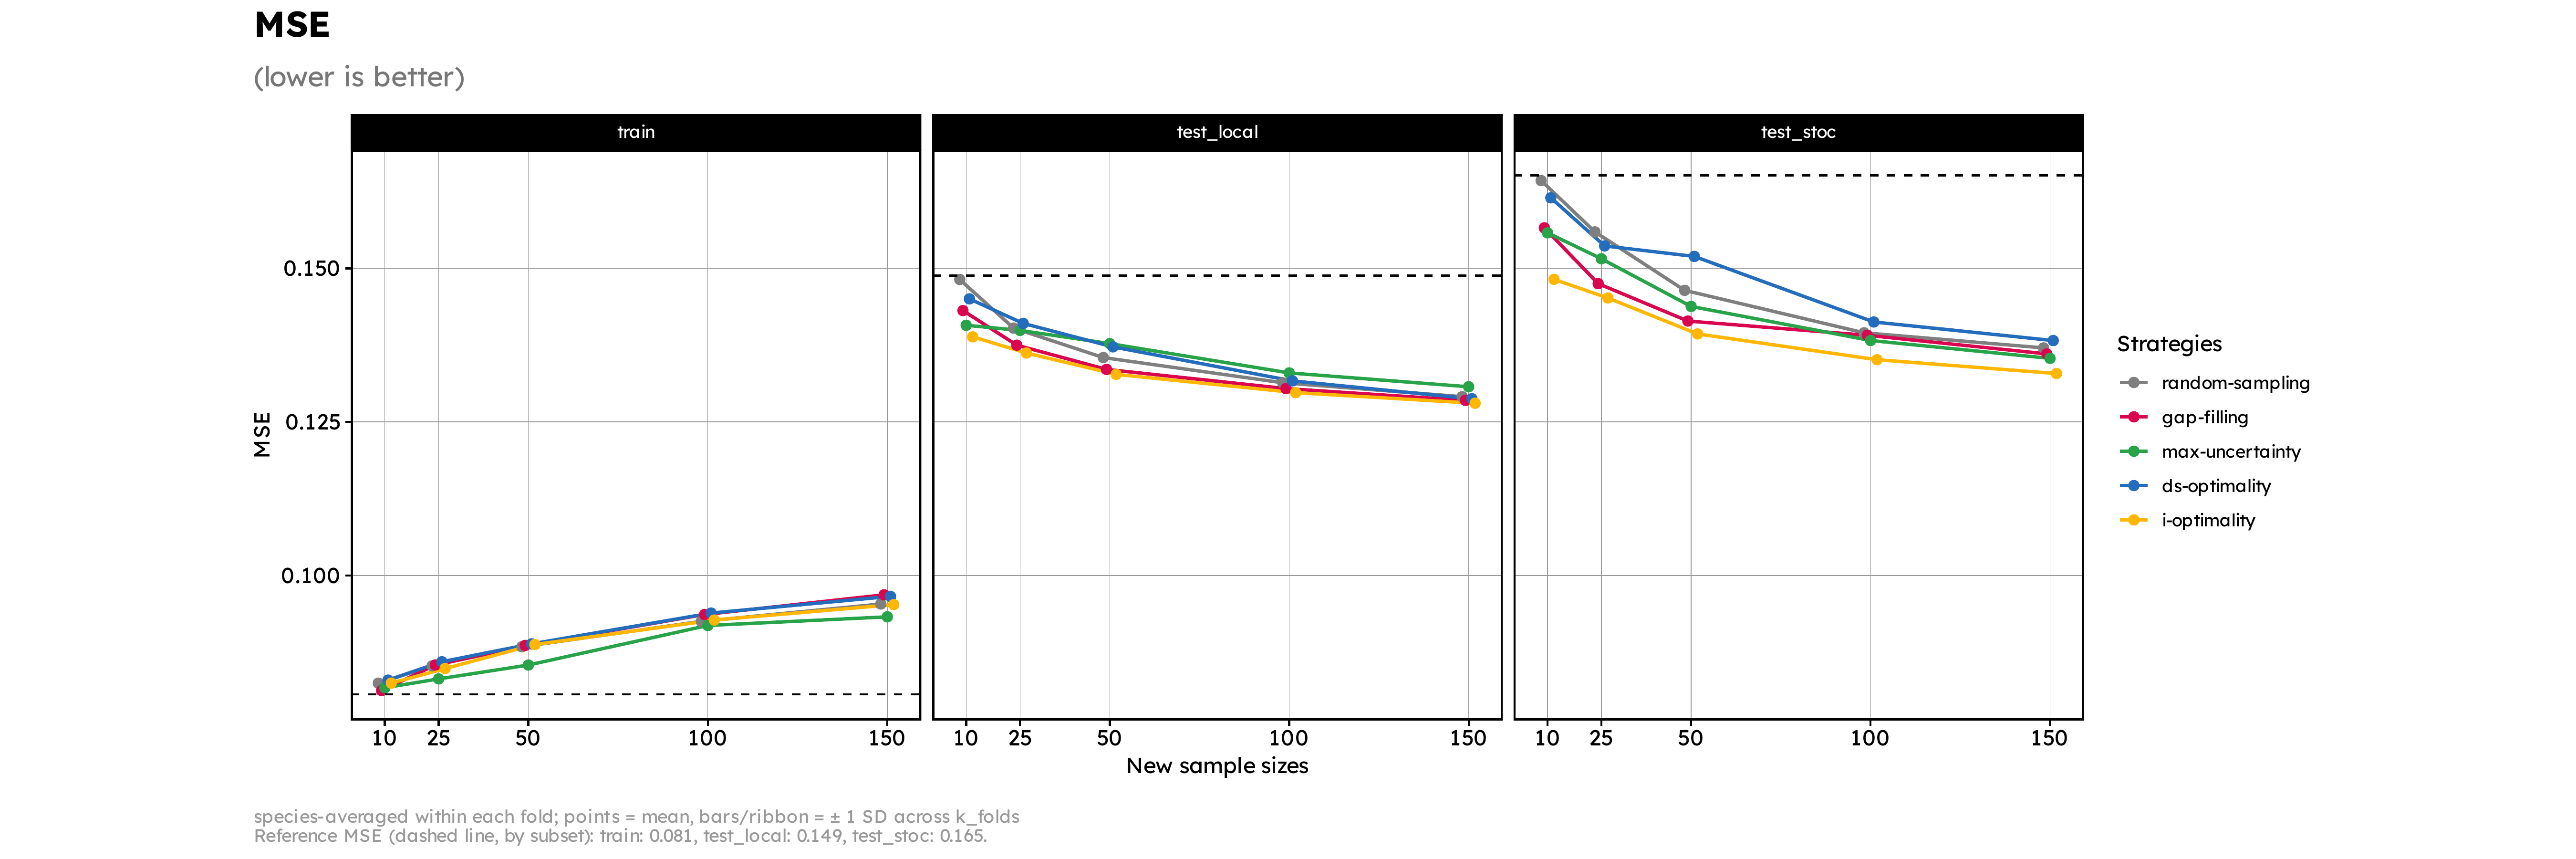 MSE
(lower is better)
train
test_local
test_stoc
MSE
0.150
0.125
0.100
10 25 50 100 150
10 25 50 100 150
10 25 50 100 150
New sample sizes
Strategies
random-sampling
gap-filling
max-uncertainty
ds-optimality
i-optimality
species-averaged within each fold; points = mean, bars/ribbon = ± 1 SD across k_folds
Reference MSE (dashed line, by subset): train: 0.081, test_local: 0.149, test_stoc: 0.165.